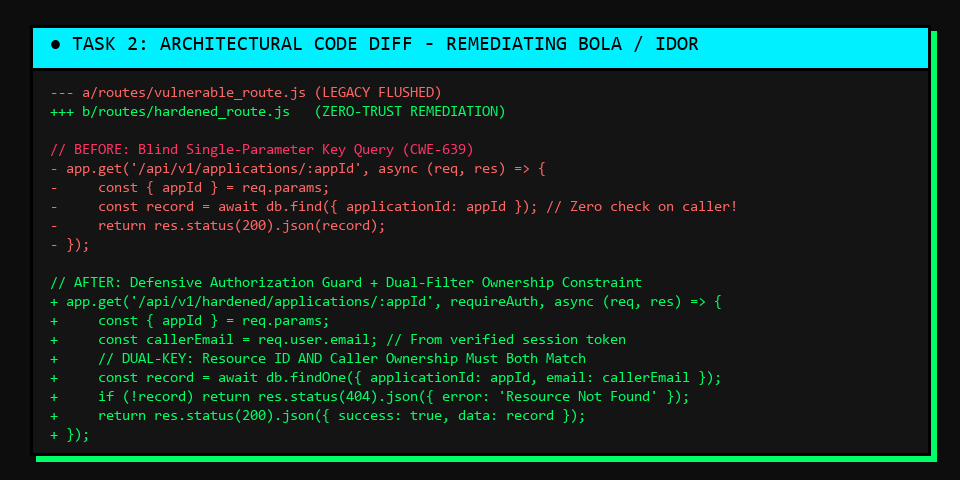 ● TASK 2: ARCHITECTURAL CODE DIFF - REMEDIATING BOLA / IDOR
--- a/routes/vulnerable_route.js (LEGACY FLUSHED)
+++ b/routes/hardened_route.js   (ZERO-TRUST REMEDIATION)
// BEFORE: Blind Single-Parameter Key Query (CWE-639)
- app.get('/api/v1/applications/:appId', async (req, res) => {
-     const { appId } = req.params;
-     const record = await db.find({ applicationId: appId }); // Zero check on caller!
-     return res.status(200).json(record);
- });
// AFTER: Defensive Authorization Guard + Dual-Filter Ownership Constraint
+ app.get('/api/v1/hardened/applications/:appId', requireAuth, async (req, res) => {
+     const { appId } = req.params;
+     const callerEmail = req.user.email; // From verified session token
+     // DUAL-KEY: Resource ID AND Caller Ownership Must Both Match
+     const record = await db.findOne({ applicationId: appId, email: callerEmail });
+     if (!record) return res.status(404).json({ error: 'Resource Not Found' });
+     return res.status(200).json({ success: true, data: record });
+ });